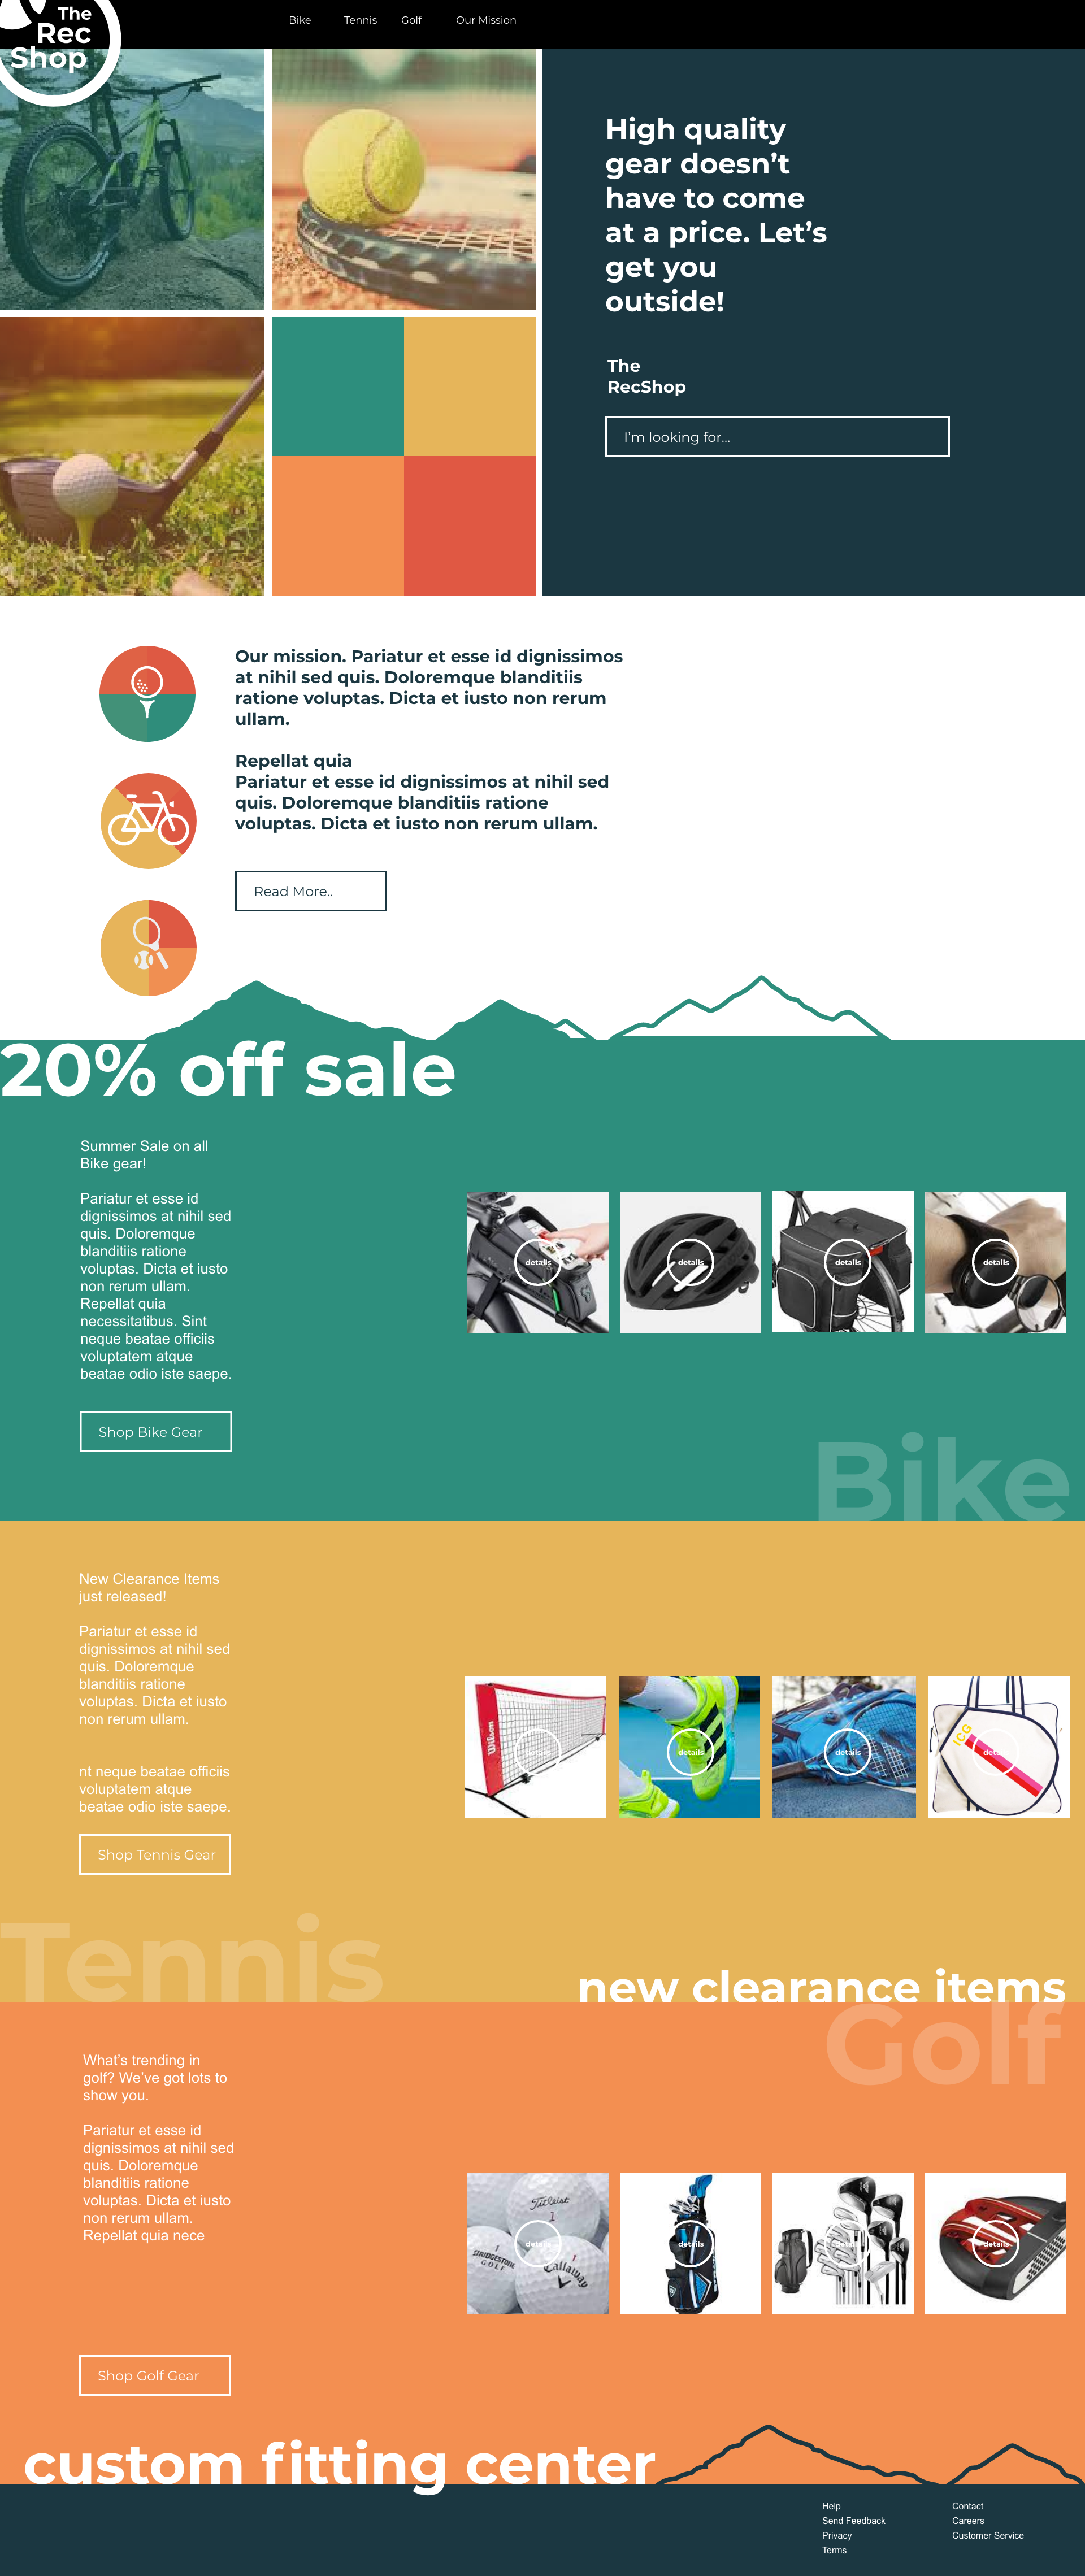 The
Rec
Shop
Bike
Tennis
Golf
Our Mission
High quality
gear doesn’t
have to come
at a price. Let’s
get you
outside!
The
RecShop
I’m looking for...
Our mission. Pariatur et esse id dignissimos
at nihil sed quis. Doloremque blanditiis
ratione voluptas. Dicta et iusto non rerum
ullam.
Repellat quia
Pariatur et esse id dignissimos at nihil sed
quis. Doloremque blanditiis ratione
voluptas. Dicta et iusto non rerum ullam.
Read More..
20% off sale
Summer Sale on all
Bike gear!
Pariatur et esse id
dignissimos at nihil sed
quis. Doloremque
blanditiis ratione
voluptas. Dicta et iusto
non rerum ullam.
Repellat quia
necessitatibus. Sint
neque beatae officiis
voluptatem atque
beatae odio iste saepe.
details
details
details
details
Shop Bike Gear
Bike
New Clearance Items
just released!
Pariatur et esse id
dignissimos at nihil sed
quis. Doloremque
blanditiis ratione
voluptas. Dicta et iusto
non rerum ullam.
nt neque beatae officiis
voluptatem atque
beatae odio iste saepe.
Wilson
details
details
ICG
details
Shop Tennis Gear
Tennis
new clearance items
Golf
What’s trending in
golf? We’ve got lots to
show you.
Pariatur et esse id
dignissimos at nihil sed
quis. Doloremque
blanditiis ratione
voluptas. Dicta et iusto
non rerum ullam.
Repellat quia nece
Titleist
1
1
BRIDGESTONE
GOLF
Callaway
details
details
details
details
Shop Golf Gear
custom fitting center
Help
Send Feedback
Privacy
Terms
Contact
Careers
Customer Service